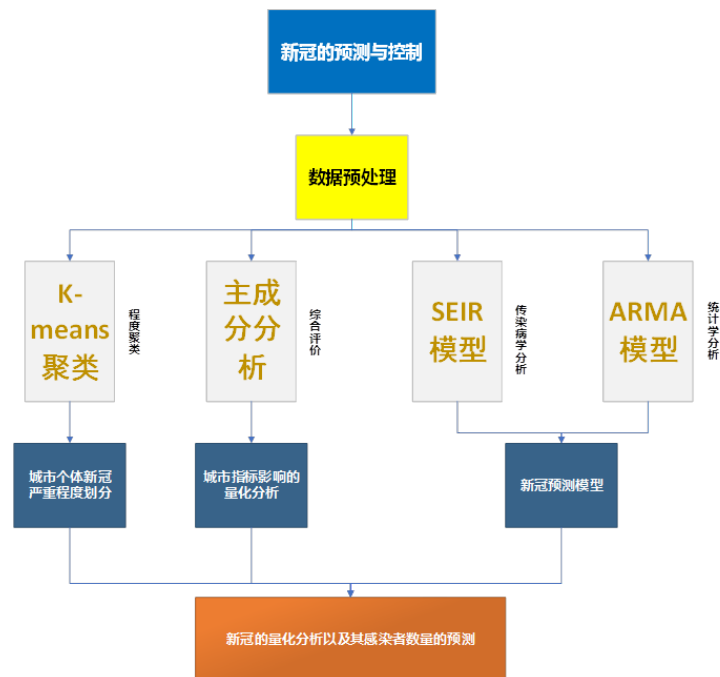 新冠的预测与控制
数据预处理
K-
means
聚类
程度聚类
主成
分分
析
综合评价
SEIR
模型
传染病学分析
ARMA
模型
统计学分析
城市个体新冠
严重程度划分
城市指标影响的
量化分析
新冠预测模型
新冠的量化分析以及其感染者数量的预测